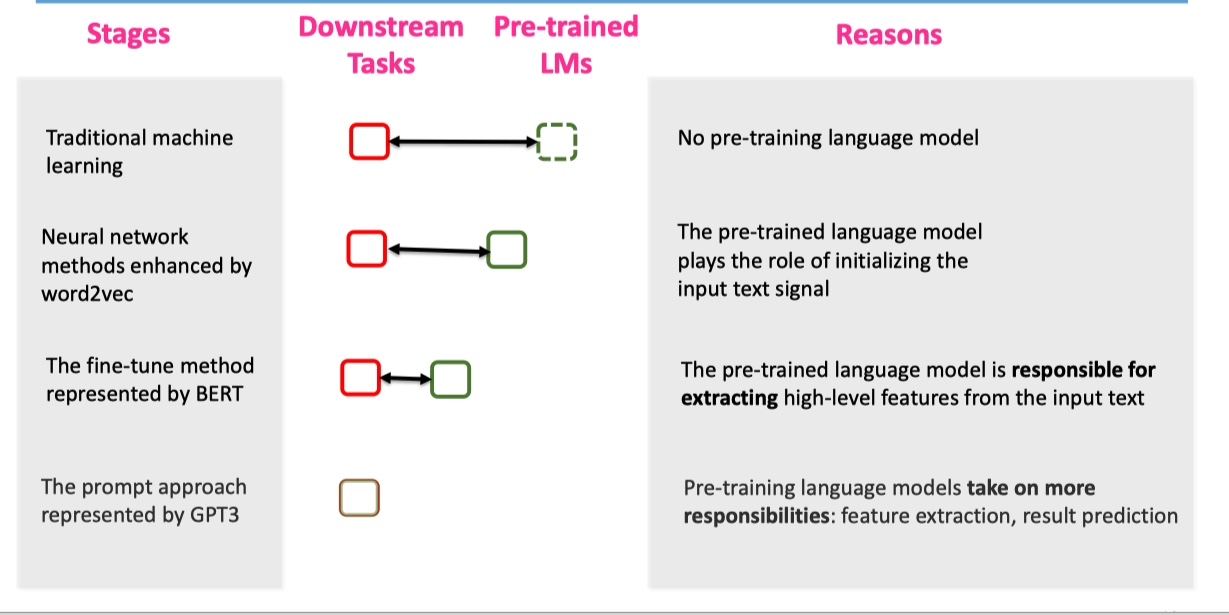 Stages
Downstream
Tasks
Pre-trained
LMs
Reasons
Traditional machine
learning
No pre-training language model
Neural network
methods enhanced by
word2vec
The pre-trained language model
plays the role of initializing the
input text signal
The fine-tune method
represented by BERT
The pre-trained language model is responsible for
extracting high-level features from the input text
The prompt approach
represented by GPT3
Pre-training language models take on more
responsibilities: feature extraction, result prediction